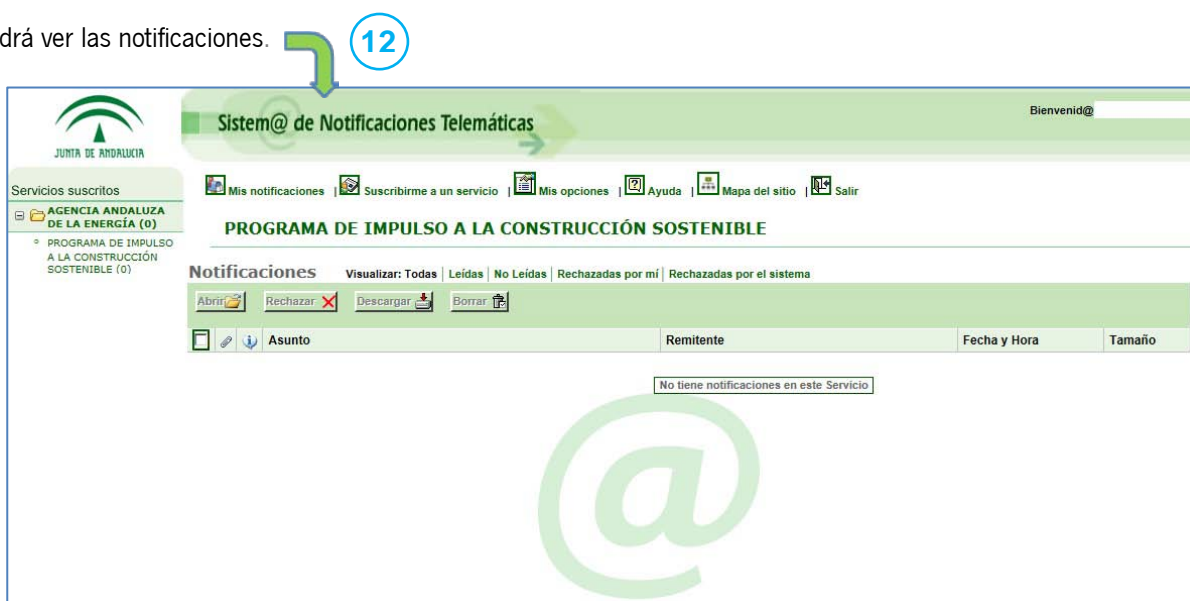 drá ver las notificaciones.
12
JUNTA DE ANDALUCIA
Sistem@ de Notificaciones Telemáticas
Bienvenid@
Servicios suscritos
AGENCIA ANDALUZA
DE LA ENERGÍA (0)
PROGRAMA DE IMPULSO
A LA CONSTRUCCIÓN
SOSTENIBLE (0)
Mis notificaciones | Suscribirme a un servicio | Mis opciones | Ayuda | Mapa del sitio | Salir
PROGRAMA DE IMPULSO A LA CONSTRUCCIÓN SOSTENIBLE
Notificaciones Visualizar: Todas | Leídas | No Leídas | Rechazadas por mí | Rechazadas por el sistema
Abrir Rechazar Descargar Borrar
Asunto Remitente Fecha y Hora Tamaño
No tiene notificaciones en este Servicio
@